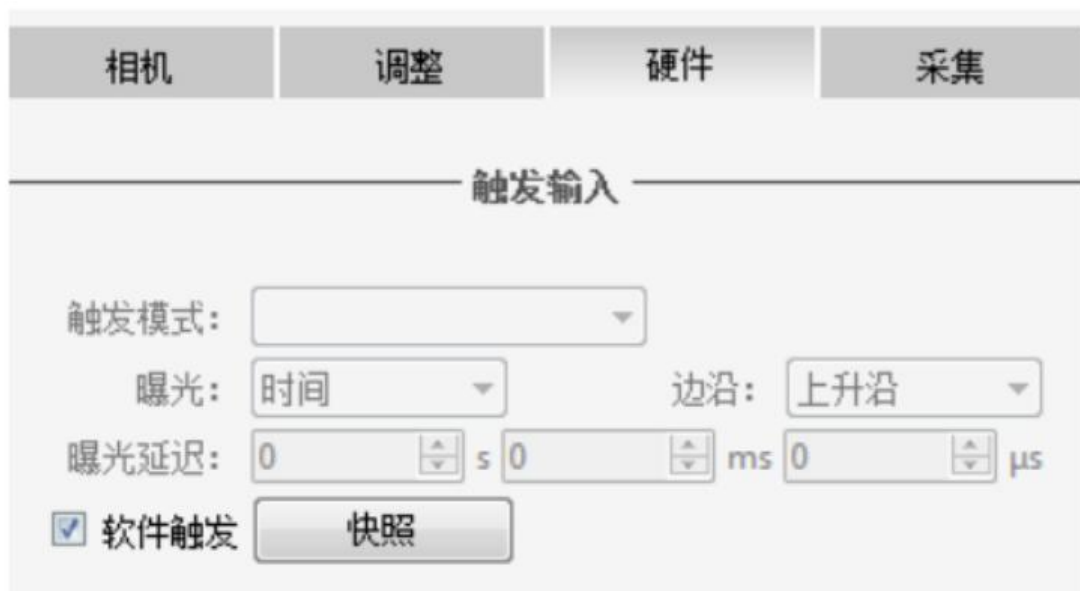 相机 调整 硬件 采集
触发输入
触发模式:
曝光: 时间 边沿: 上升沿
曝光延迟: 0 s 0 ms 0 μs
软件触发 快照